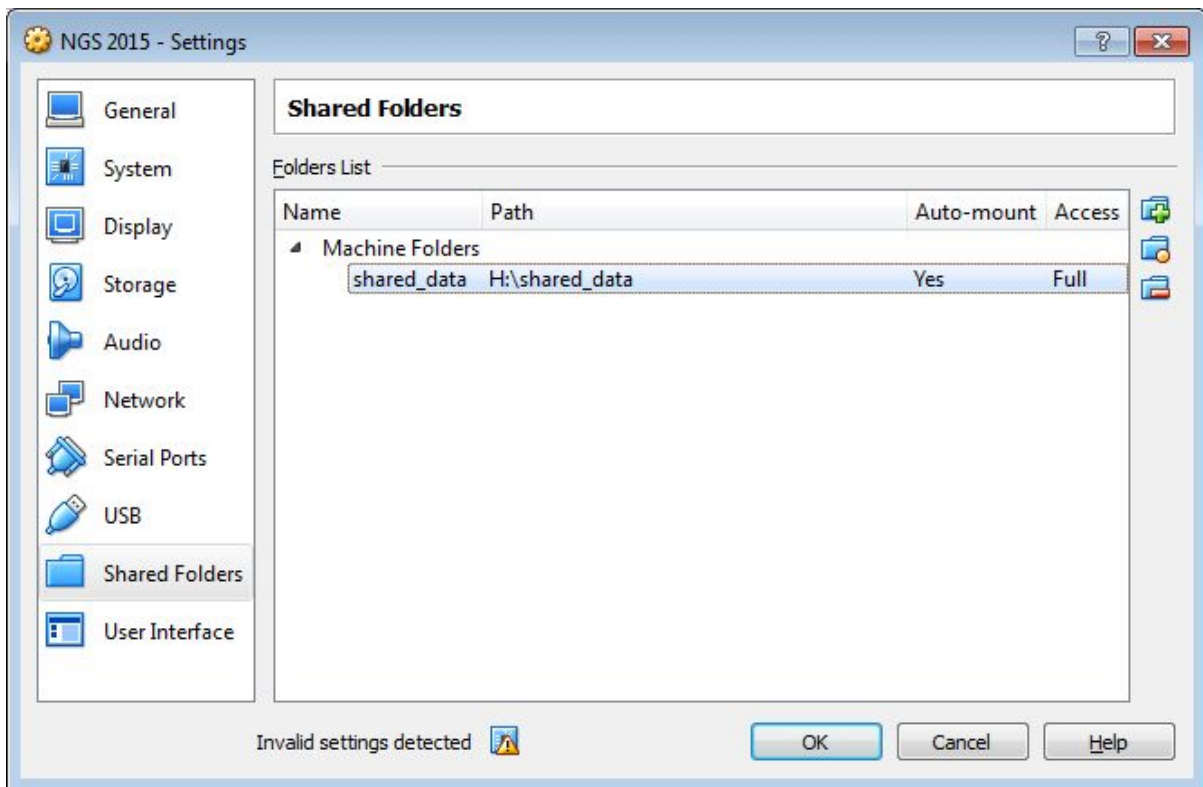 NGS 2015 - Settings
General
System
Display
Storage
Audio
Network
Serial Ports
USB
Shared Folders
User Interface
Shared Folders
Folders List
Name Path Auto-mount Access
Machine Folders
shared_data H:\shared_data Yes Full
Invalid settings detected OK Cancel Help